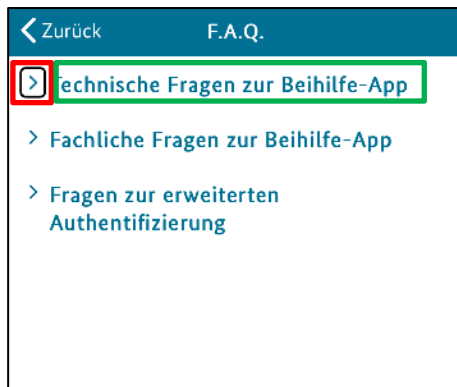 Zurück F.A.Q.
Technische Fragen zur Beihilfe-App
Fachliche Fragen zur Beihilfe-App
Fragen zur erweiterten
Authentifizierung